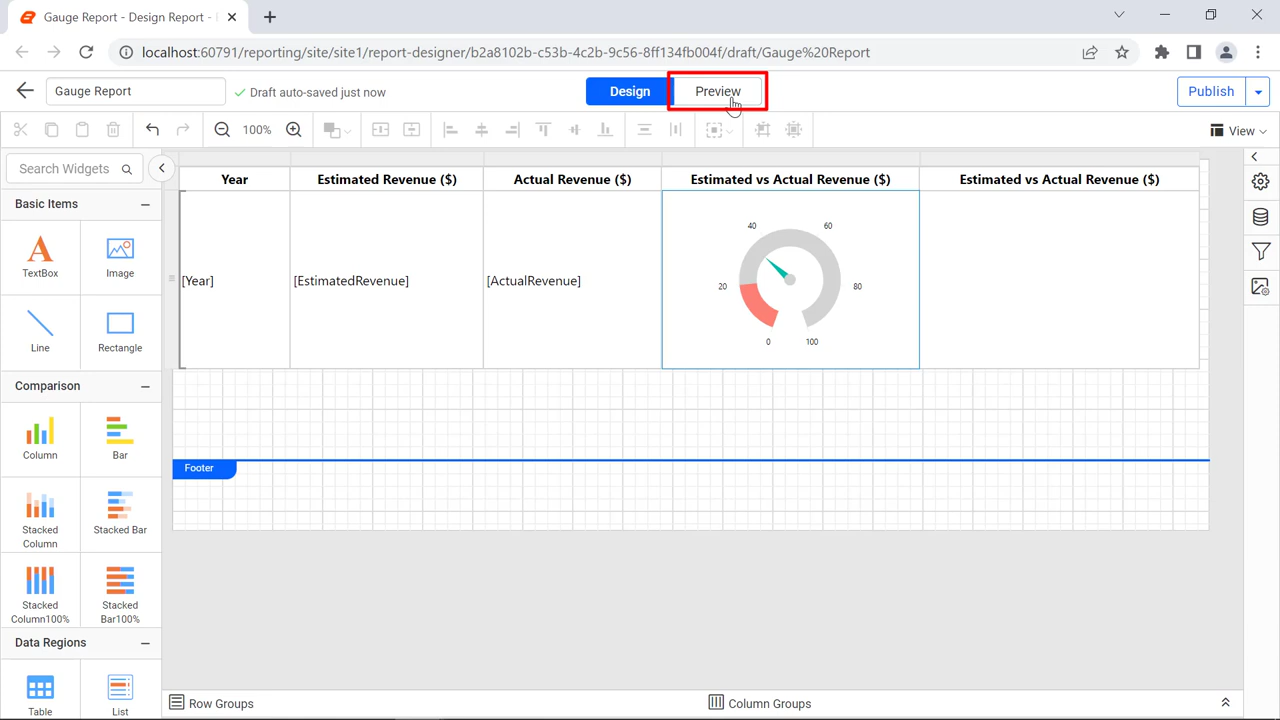 Gauge Report - Design Report -
localhost:60791/reporting/site/site1/report-designer/b2a8102b-c53b-4c2b-9c56-8ff134fb004f/draft/Gauge%20Report
Gauge Report
Draft auto-saved just now
Design
Preview
Publish
100%
View
Search Widgets
Year
Estimated Revenue ($)
Actual Revenue ($)
Estimated vs Actual Revenue ($)
Estimated vs Actual Revenue ($)
Basic Items
TextBox
Image
Line
Rectangle
[Year]
[EstimatedRevenue]
[ActualRevenue]
40
60
20
80
0
100
Comparison
Column
Bar
Stacked
Column
Stacked Bar
Stacked
Column100%
Stacked
Bar100%
Footer
Data Regions
Table
List
Row Groups
Column Groups